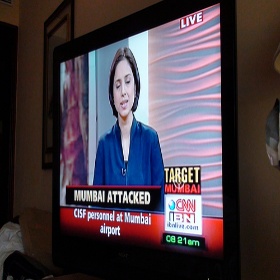 LIVE
MUMBAI ATTACKED
CISF personnel at Mumbai
airport
TARGET
MUMBAI
CNN
IBN
ibnlive.com
08 21am